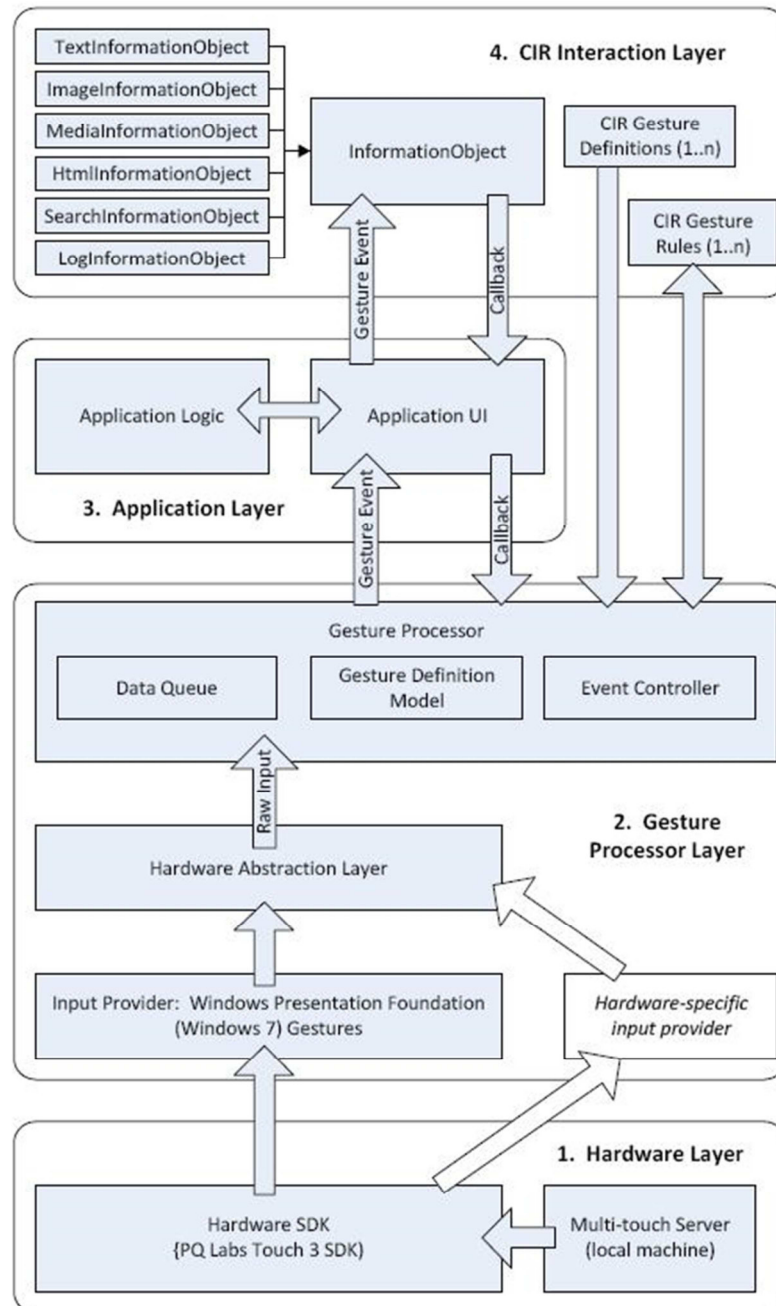 TextInformationObject
ImageInformationObject
MediaInformationObject
HtmlInformationObject
SearchInformationObject
LogInformationObject
4. CIR Interaction Layer
InformationObject
CIR Gesture
Definitions (1..n)
CIR Gesture
Rules (1..n)
Gesture Event
Callback
Application Logic
Application UI
3. Application Layer
Gesture Event
Callback
Gesture Processor
Data Queue
Gesture Definition
Model
Event Controller
Raw Input
2. Gesture
Processor Layer
Hardware Abstraction Layer
Input Provider: Windows Presentation Foundation
(Windows 7) Gestures
Hardware-specific
input provider
1. Hardware Layer
Hardware SDK
{PQ Labs Touch 3 SDK)
Multi-touch Server
(local machine)